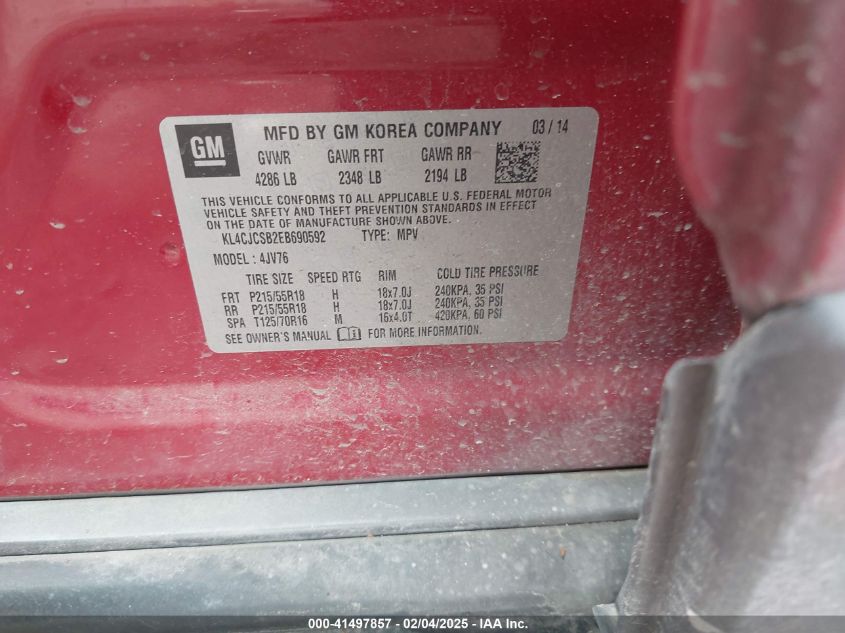 GM
MFD BY GM KOREA COMPANY 03 / 14
GVWR GAWR FRT GAWR RR
4286 LB 2348 LB 2194 LB
THIS VEHICLE CONFORMS TO ALL APPLICABLE U.S. FEDERAL MOTOR
VEHICLE SAFETY AND THEFT PREVENTION STANDARDS IN EFFECT
ON THE DATE OF MANUFACTURE SHOWN ABOVE.
KL4CJCSB2EB690592 TYPE: MPV
MODEL: 4JV76
TIRE SIZE SPEED RTG RIM COLD TIRE PRESSURE
FRT P215/55R18 H 18x7.0J 240KPA, 35 PSI
RR P215/55R18 H 18x7.0J 240KPA, 35 PSI
SPA T125/70R16 M 16x4.0T 420KPA, 60 PSI
SEE OWNER'S MANUAL FOR MORE INFORMATION.
000-41497857 - 02/04/2025 - IAA Inc.